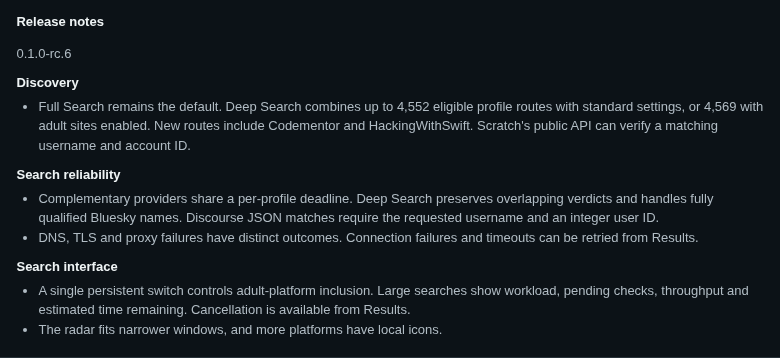 Release notes
0.1.0-rc.6
Discovery
• Full Search remains the default. Deep Search combines up to 4,552 eligible profile routes with standard settings, or 4,569 with
adult sites enabled. New routes include Codementor and HackingWithSwift. Scratch's public API can verify a matching
username and account ID.
Search reliability
• Complementary providers share a per-profile deadline. Deep Search preserves overlapping verdicts and handles fully
qualified Bluesky names. Discourse JSON matches require the requested username and an integer user ID.
• DNS, TLS and proxy failures have distinct outcomes. Connection failures and timeouts can be retried from Results.
Search interface
• A single persistent switch controls adult-platform inclusion. Large searches show workload, pending checks, throughput and
estimated time remaining. Cancellation is available from Results.
• The radar fits narrower windows, and more platforms have local icons.